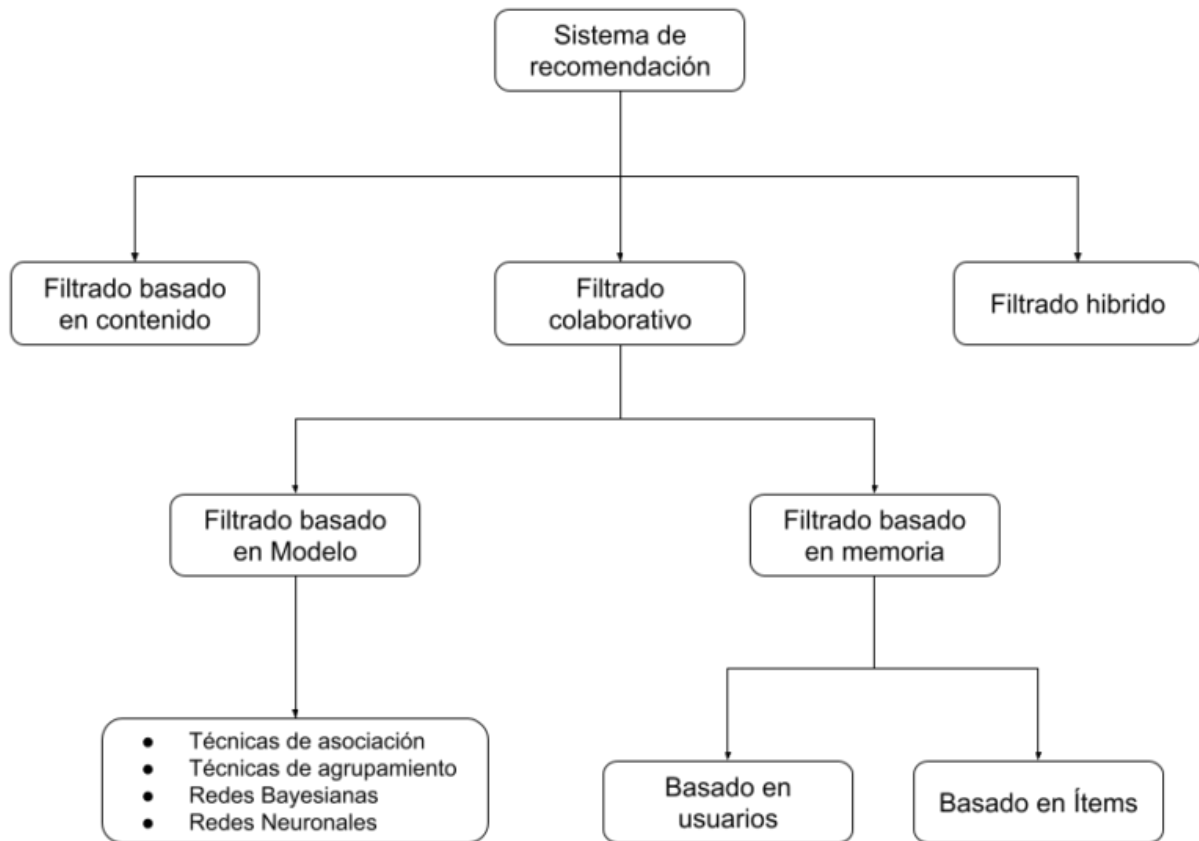 Sistema de
recomendación
Filtrado basado
en contenido
Filtrado
colaborativo
Filtrado hibrido
Filtrado basado
en Modelo
Filtrado basado
en memoria
● Técnicas de asociación
● Técnicas de agrupamiento
● Redes Bayesianas
● Redes Neuronales
Basado en
usuarios
Basado en Ítems